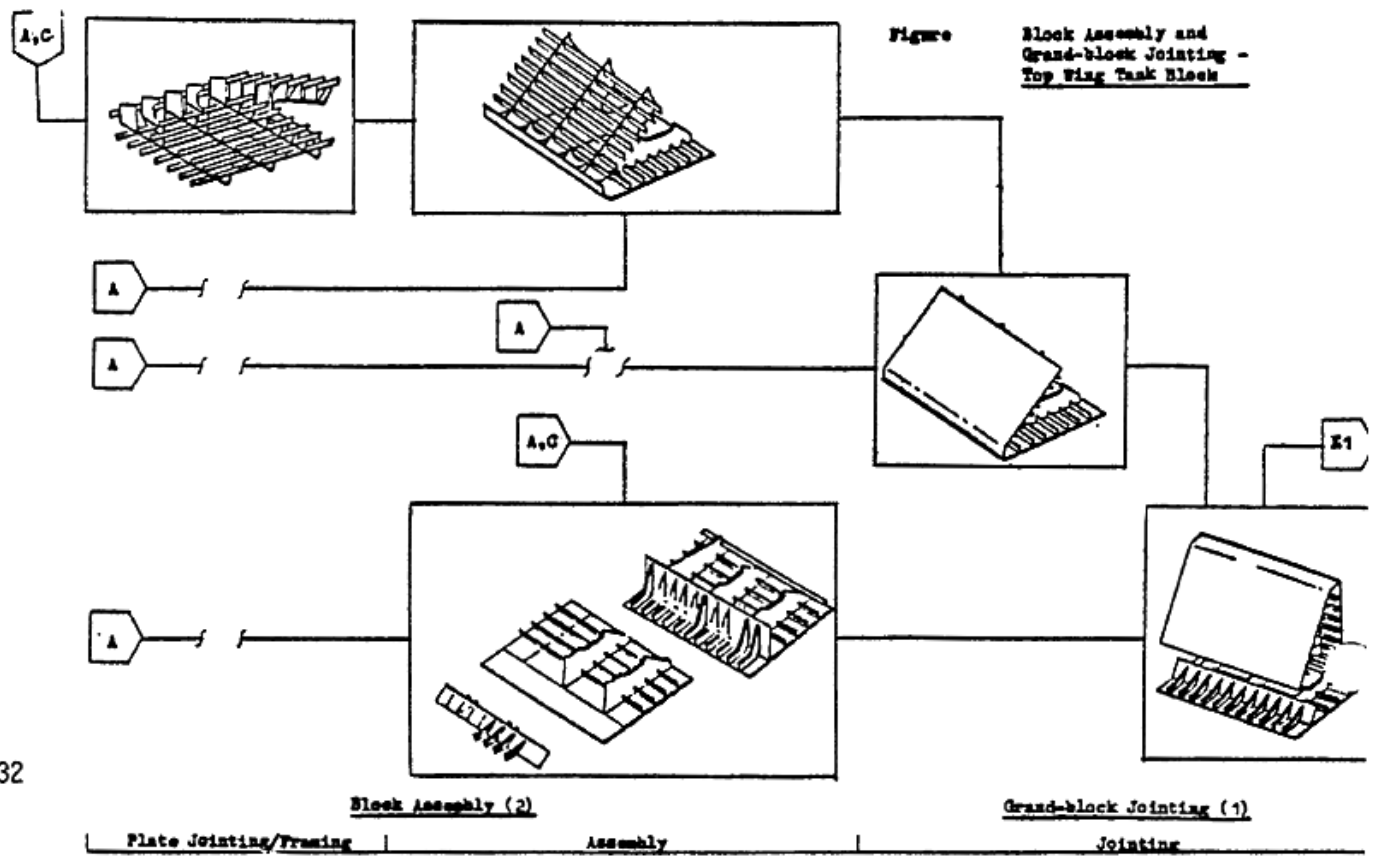 A,C
Figure
Block Assembly and
Grand-block Jointing -
Top Wing Tank Block
A
A
A
A,C
E1
A
32
Block Assembly (2)
Grand-block Jointing (1)
Plate Jointing/Framing
Assembly
Jointing